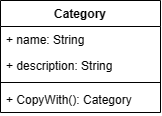 Category
+ name: String
+ description: String
+ CopyWith(): Category